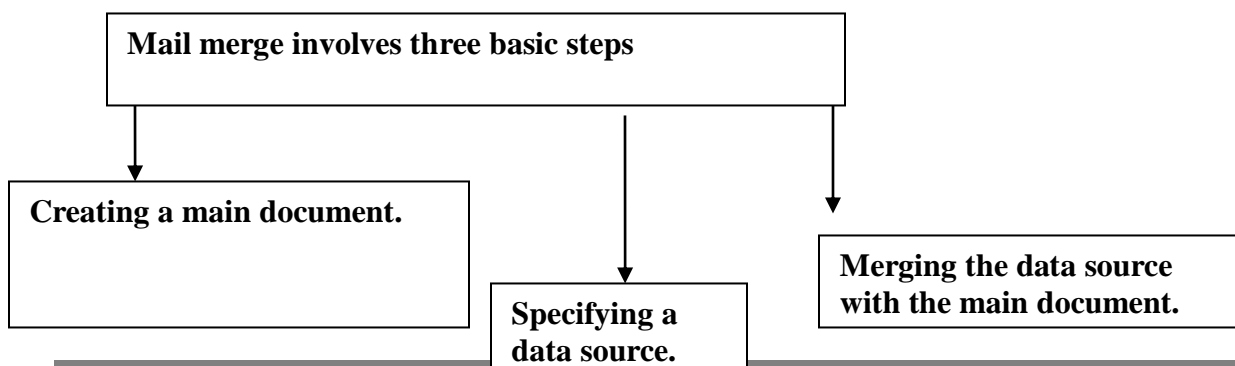 Mail merge involves three basic steps
Creating a main document.
Specifying a
data source.
Merging the data source
with the main document.